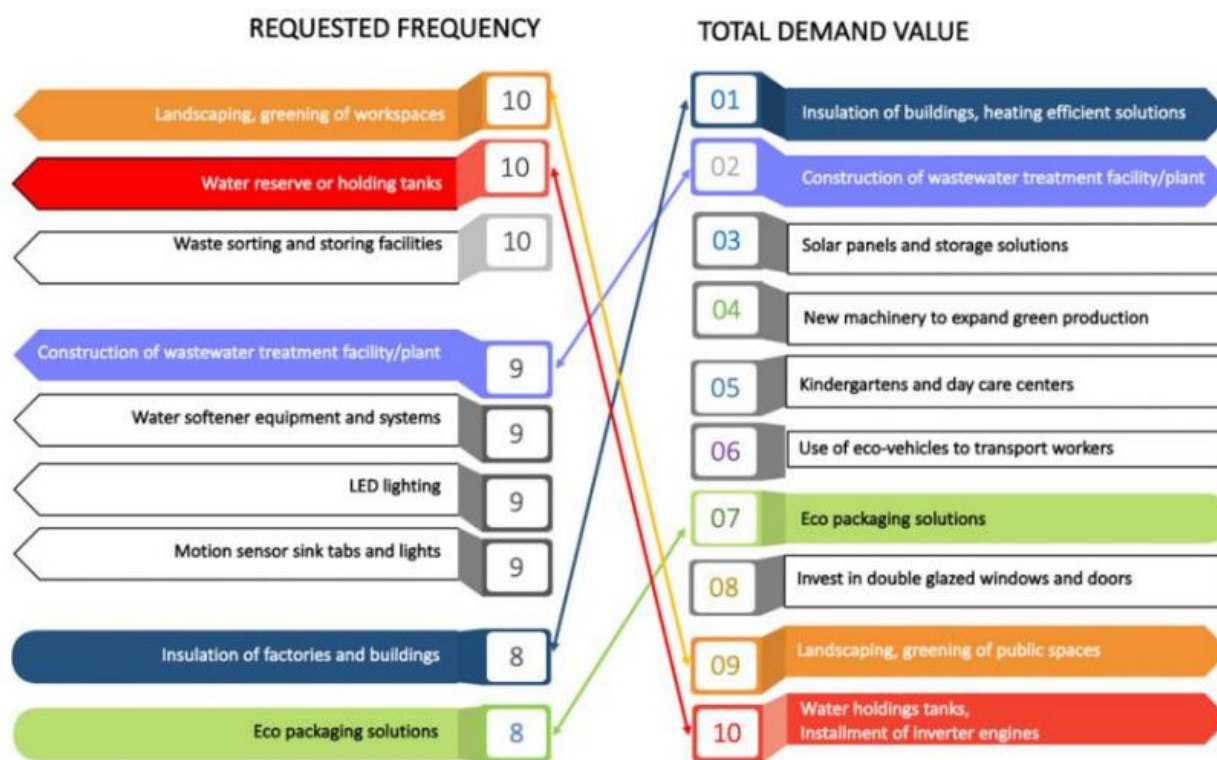 REQUESTED FREQUENCY
Landscaping, greening of workspaces 10
Water reserve or holding tanks 10
Waste sorting and storing facilities 10
Construction of wastewater treatment facility/plant 9
Water softener equipment and systems 9
LED lighting 9
Motion sensor sink tabs and lights 9
Insulation of factories and buildings 8
Eco packaging solutions 8
TOTAL DEMAND VALUE
01 Insulation of buildings, heating efficient solutions
02 Construction of wastewater treatment facility/plant
03 Solar panels and storage solutions
04 New machinery to expand green production
05 Kindergartens and day care centers
06 Use of eco-vehicles to transport workers
07 Eco packaging solutions
08 Invest in double glazed windows and doors
09 Landscaping, greening of public spaces
10 Water holdings tanks,
Installment of inverter engines